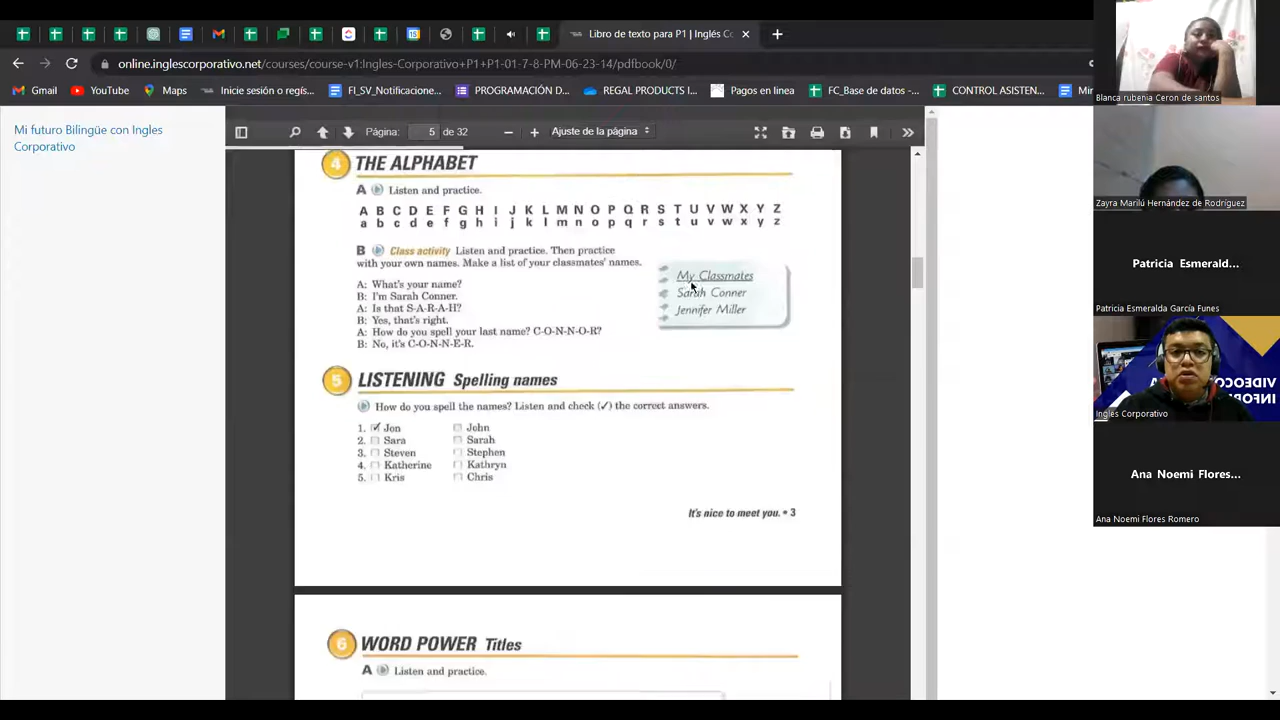 Libro de texto para P1 | Inglés Cc
online.inglescorporativo.net/courses/course-v1:Ingles-Corporativo+P1+P1-01-7-8-PM-06-23-14/pdfbook/0/
Gmail YouTube Maps Inicie sesión o regís... FI_SV_Notificacione... PROGRAMACIÓN D... REGAL PRODUCTS I... Pagos en linea FC_Base de datos -... CONTROL ASISTEN...
Mi futuro Bilingüe con Ingles
Corporativo
Página: 5 de 32 Ajuste de la página
4 THE ALPHABET
A Listen and practice.
A B C D E F G H I J K L M N O P Q R S T U V W X Y Z
a b c d e f g h i j k l m n o p q r s t u v w x y z
B Class activity Listen and practice. Then practice
with your own names. Make a list of your classmates' names.
A: What's your name?
B: I'm Sarah Conner.
A: Is that S-A-R-A-H?
B: Yes, that's right.
A: How do you spell your last name? C-O-N-N-O-R?
B: No, it's C-O-N-N-E-R.
My Classmates
Sarah Conner
Jennifer Miller
5 LISTENING Spelling names
How do you spell the names? Listen and check (✓) the correct answers.
1. ✓ Jon John
2. Sara Sarah
3. Steven Stephen
4. Katherine Kathryn
5. Kris Chris
It's nice to meet you. • 3
6 WORD POWER Titles
A Listen and practice.
Blanca rubenia Ceron de santos
Zayra Marilú Hernández de Rodríguez
Patricia Esmerald...
Patricia Esmeralda García Funes
Inglés Corporativo
Ana Noemi Flores...
Ana Noemi Flores Romero